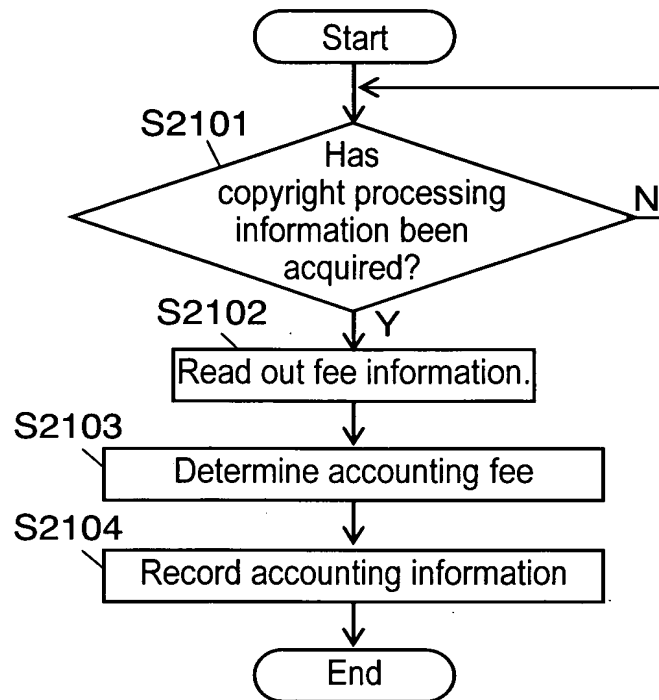 Start
S2101
Has
copyright processing
information been
acquired?
N
Y
S2102
Read out fee information.
S2103
Determine accounting fee
S2104
Record accounting information
End